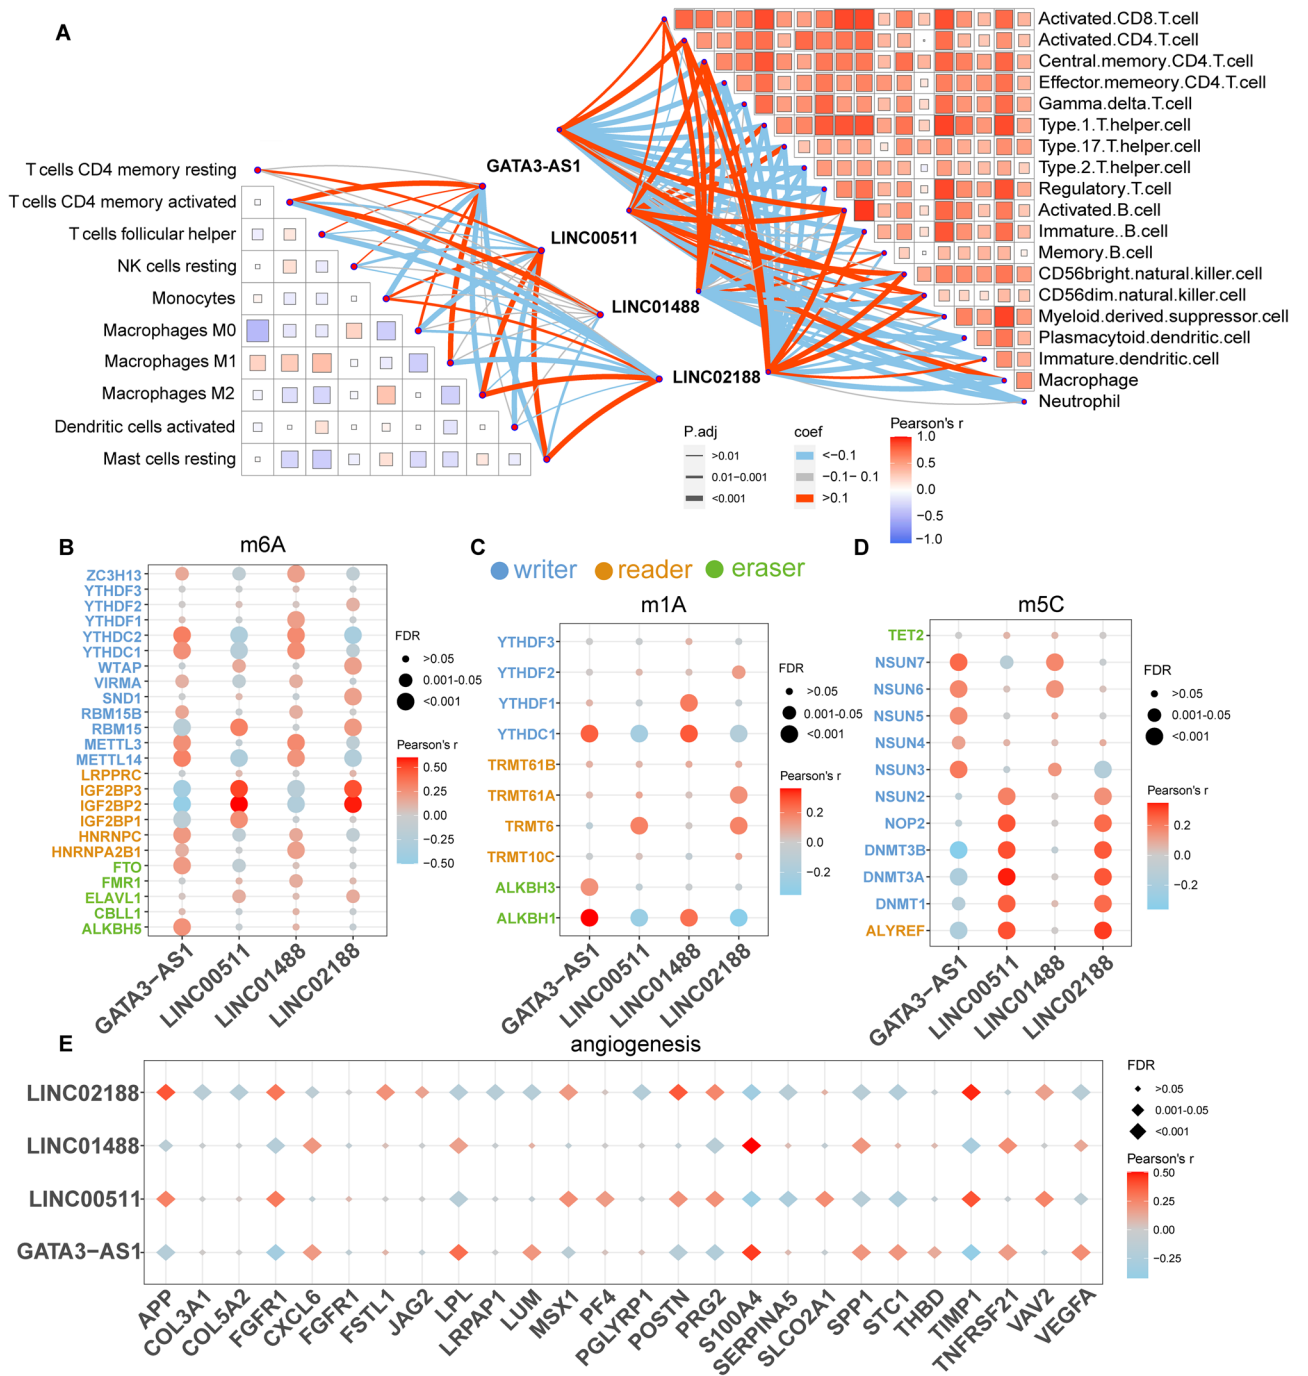 A
Activated.CD8.T.cell
Activated.CD4.T.cell
Central.memory.CD4.T.cell
Effector.memeory.CD4.T.cell
Gamma.delta.T.cell
Type.1.T.helper.cell
Type.17.T.helper.cell
Type.2.T.helper.cell
Regulatory.T.cell
Activated.B.cell
Immature..B.cell
Memory.B.cell
CD56bright.natural.killer.cell
CD56dim.natural.killer.cell
Myeloid.derived.suppressor.cell
Plasmacytoid.dendritic.cell
Immature.dendritic.cell
Macrophage
Neutrophil
T cells CD4 memory resting
T cells CD4 memory activated
T cells follicular helper
NK cells resting
Monocytes
Macrophages M0
Macrophages M1
Macrophages M2
Dendritic cells activated
Mast cells resting
GATA3-AS1
LINC00511
LINC01488
LINC02188
P.adj
>0.01
0.01−0.001
<0.001
coef
<−0.1
−0.1− 0.1
>0.1
Pearson's r
1.0
0.5
0.0
−0.5
−1.0
B
m6A
ZC3H13
YTHDF3
YTHDF2
YTHDF1
YTHDC2
YTHDC1
WTAP
VIRMA
SND1
RBM15B
RBM15
METTL3
METTL14
LRPPRC
IGF2BP3
IGF2BP2
IGF2BP1
HNRNPC
HNRNPA2B1
FTO
FMR1
ELAVL1
CBLL1
ALKBH5
GATA3−AS1
LINC00511
LINC01488
LINC02188
FDR
>0.05
0.001-0.05
<0.001
Pearson's r
0.50
0.25
0.00
−0.25
−0.50
C
writer
reader
eraser
m1A
YTHDF3
YTHDF2
YTHDF1
YTHDC1
TRMT61B
TRMT61A
TRMT6
TRMT10C
ALKBH3
ALKBH1
GATA3−AS1
LINC00511
LINC01488
LINC02188
FDR
>0.05
0.001-0.05
<0.001
Pearson's r
0.2
0.0
−0.2
D
m5C
TET2
NSUN7
NSUN6
NSUN5
NSUN4
NSUN3
NSUN2
NOP2
DNMT3B
DNMT3A
DNMT1
ALYREF
GATA3−AS1
LINC00511
LINC01488
LINC02188
FDR
>0.05
0.001-0.05
<0.001
Pearson's r
0.2
0.0
−0.2
E
angiogenesis
LINC02188
LINC01488
LINC00511
GATA3−AS1
APP
COL3A1
COL5A2
FGFR1
CXCL6
FGFR1
FSTL1
JAG2
LPL
LRPAP1
LUM
MSX1
PF4
PGLYRP1
POSTN
PRG2
S100A4
SERPINA5
SLCO2A1
SPP1
STC1
THBD
TIMP1
TNFRSF21
VAV2
VEGFA
FDR
>0.05
0.001-0.05
<0.001
Pearson's r
0.50
0.25
0.00
−0.25